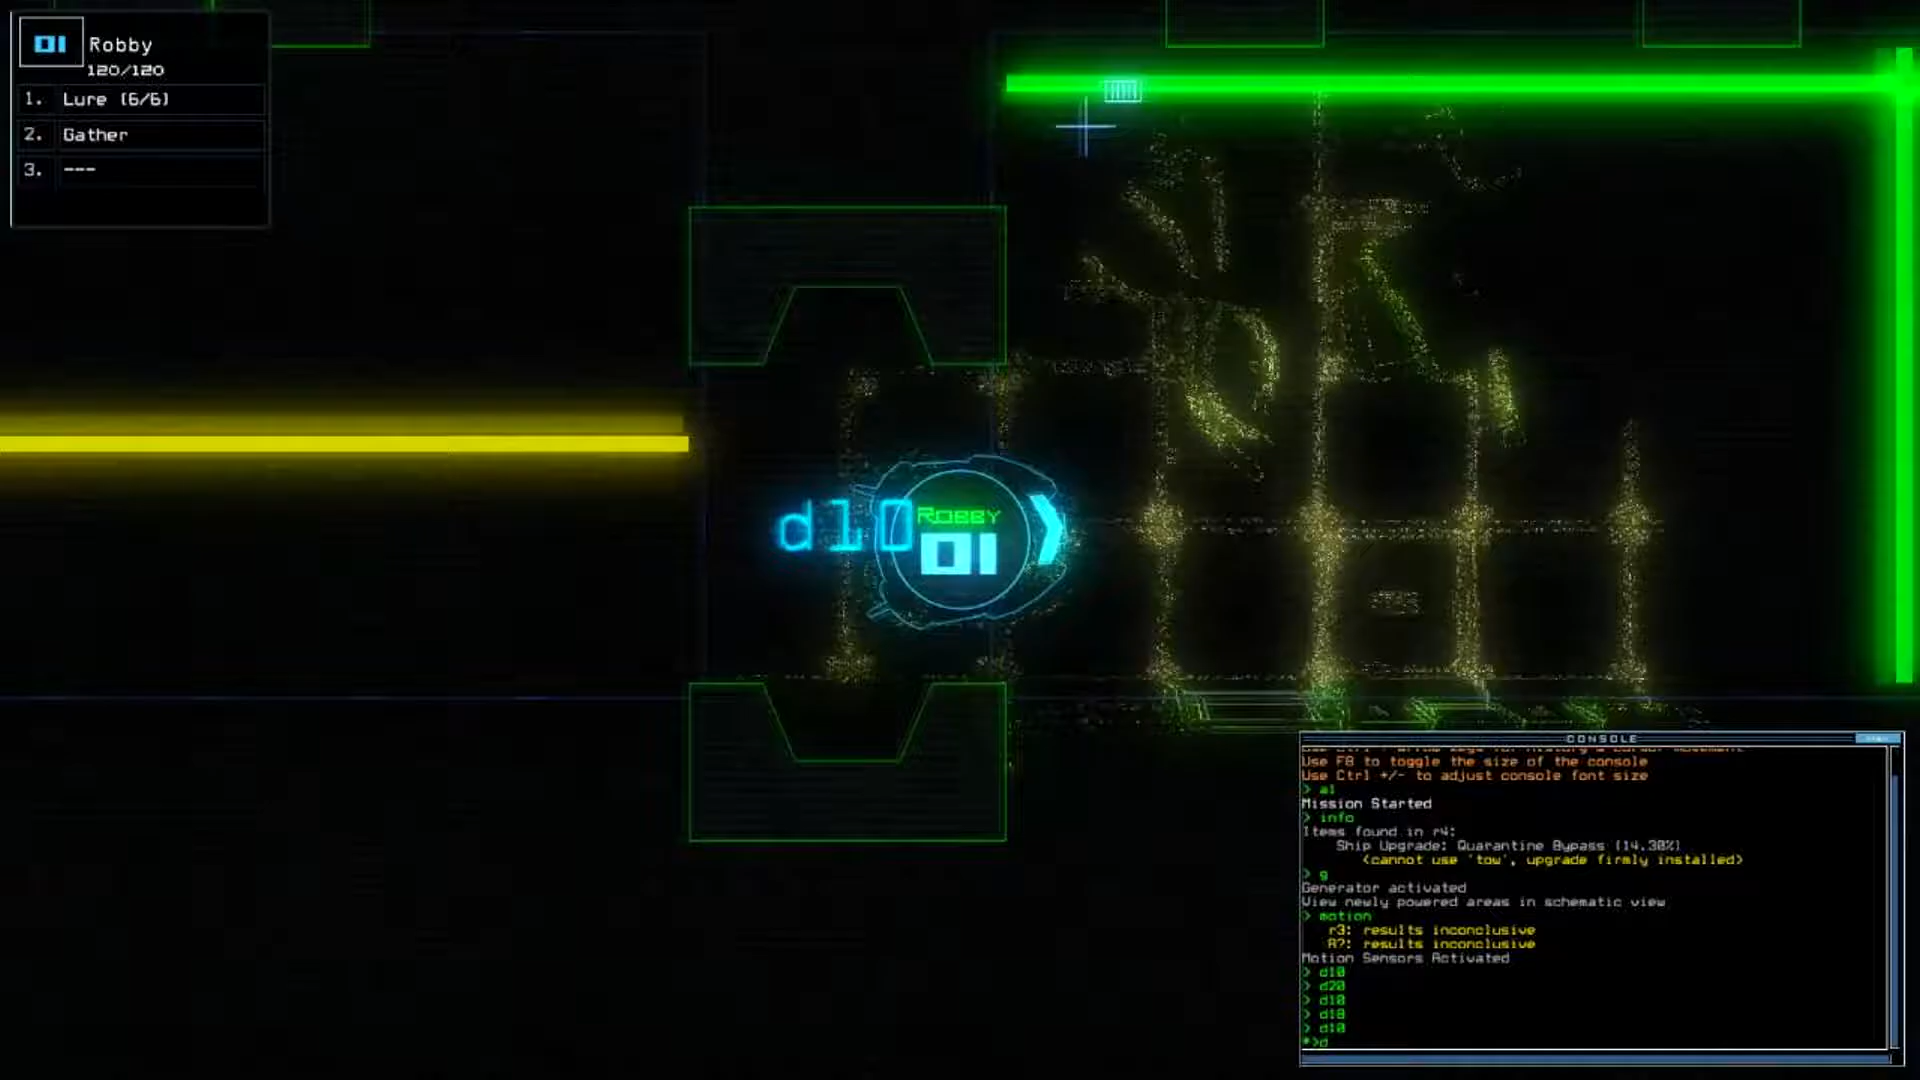 01 Robby
120/120
1. Lure (6/6)
2. Gather
3. ---
d10
Robby
01
CONSOLE
Use F8 to toggle the size of the console
Use Ctrl +/- to adjust console font size
> al
Mission Started
> info
Items found in r4:
Ship Upgrade: Quarantine Bypass (14.30%)
<cannot use 'tow', upgrade firmly installed>
> g
Generator activated
View newly powered areas in schematic view
> motion
r3: results inconclusive
A?: results inconclusive
Motion Sensors Activated
> d10
> d20
> d10
> d18
> d10
*>d